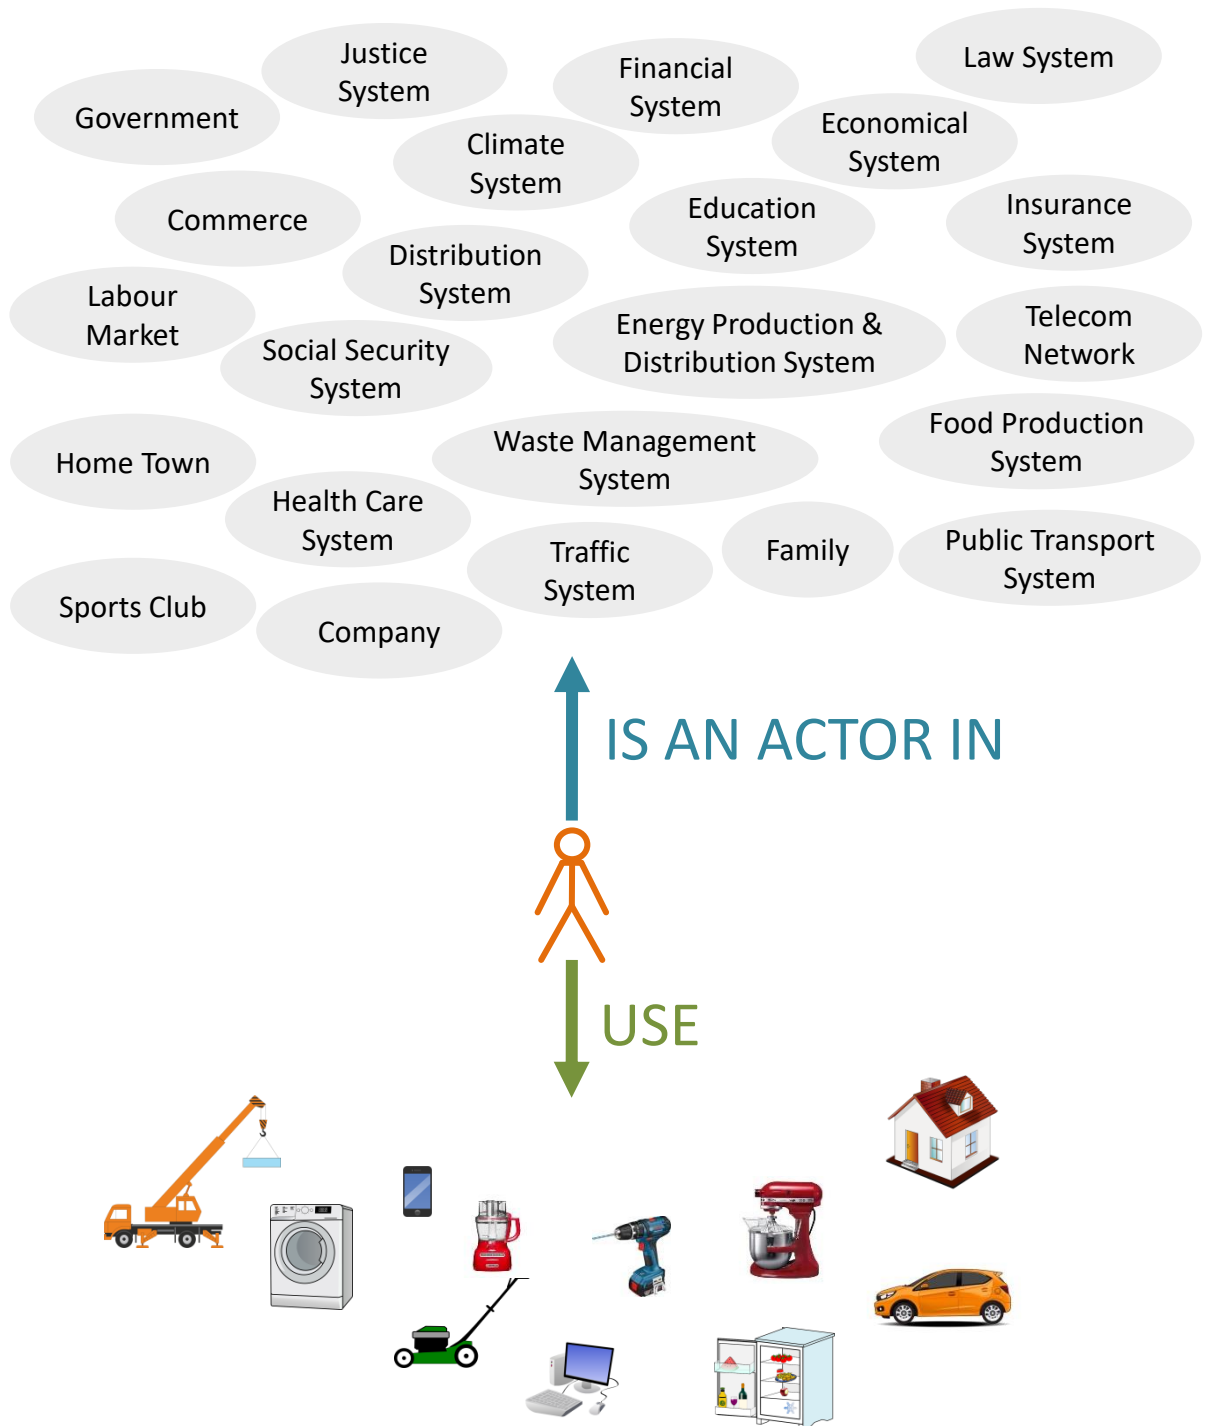 Justice
System
Financial
System
Law System
Government
Climate
System
Economical
System
Commerce
Education
System
Insurance
System
Distribution
System
Labour
Market
Social Security
System
Energy Production &
Distribution System
Telecom
Network
Home Town
Waste Management
System
Food Production
System
Health Care
System
Traffic
System
Family
Public Transport
System
Sports Club
Company
IS AN ACTOR IN
USE